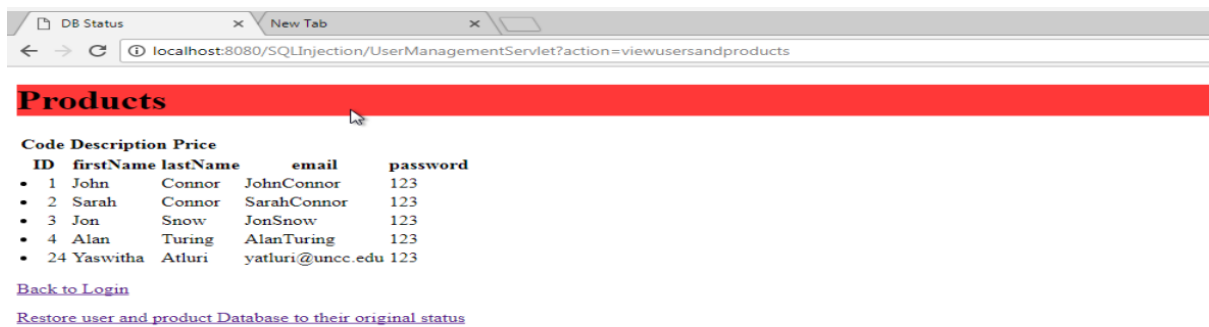 DB Status
New Tab
localhost:8080/SQLInjection/UserManagementServlet?action=viewusersandproducts
Products
Code Description Price
ID firstName lastName email password
• 1 John Connor JohnConnor 123
• 2 Sarah Connor SarahConnor 123
• 3 Jon Snow JonSnow 123
• 4 Alan Turing AlanTuring 123
• 24 Yaswitha Atluri yatluri@uncc.edu 123
Back to Login
Restore user and product Database to their original status